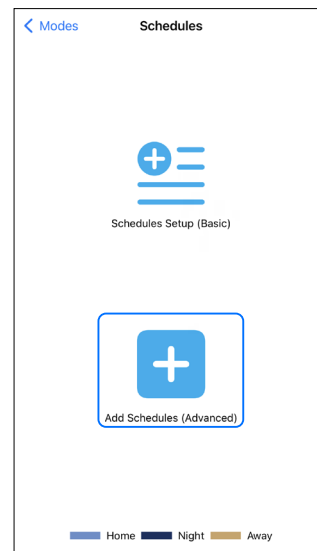 Modes
Schedules
Schedules Setup (Basic)
Add Schedules (Advanced)
Home Night Away